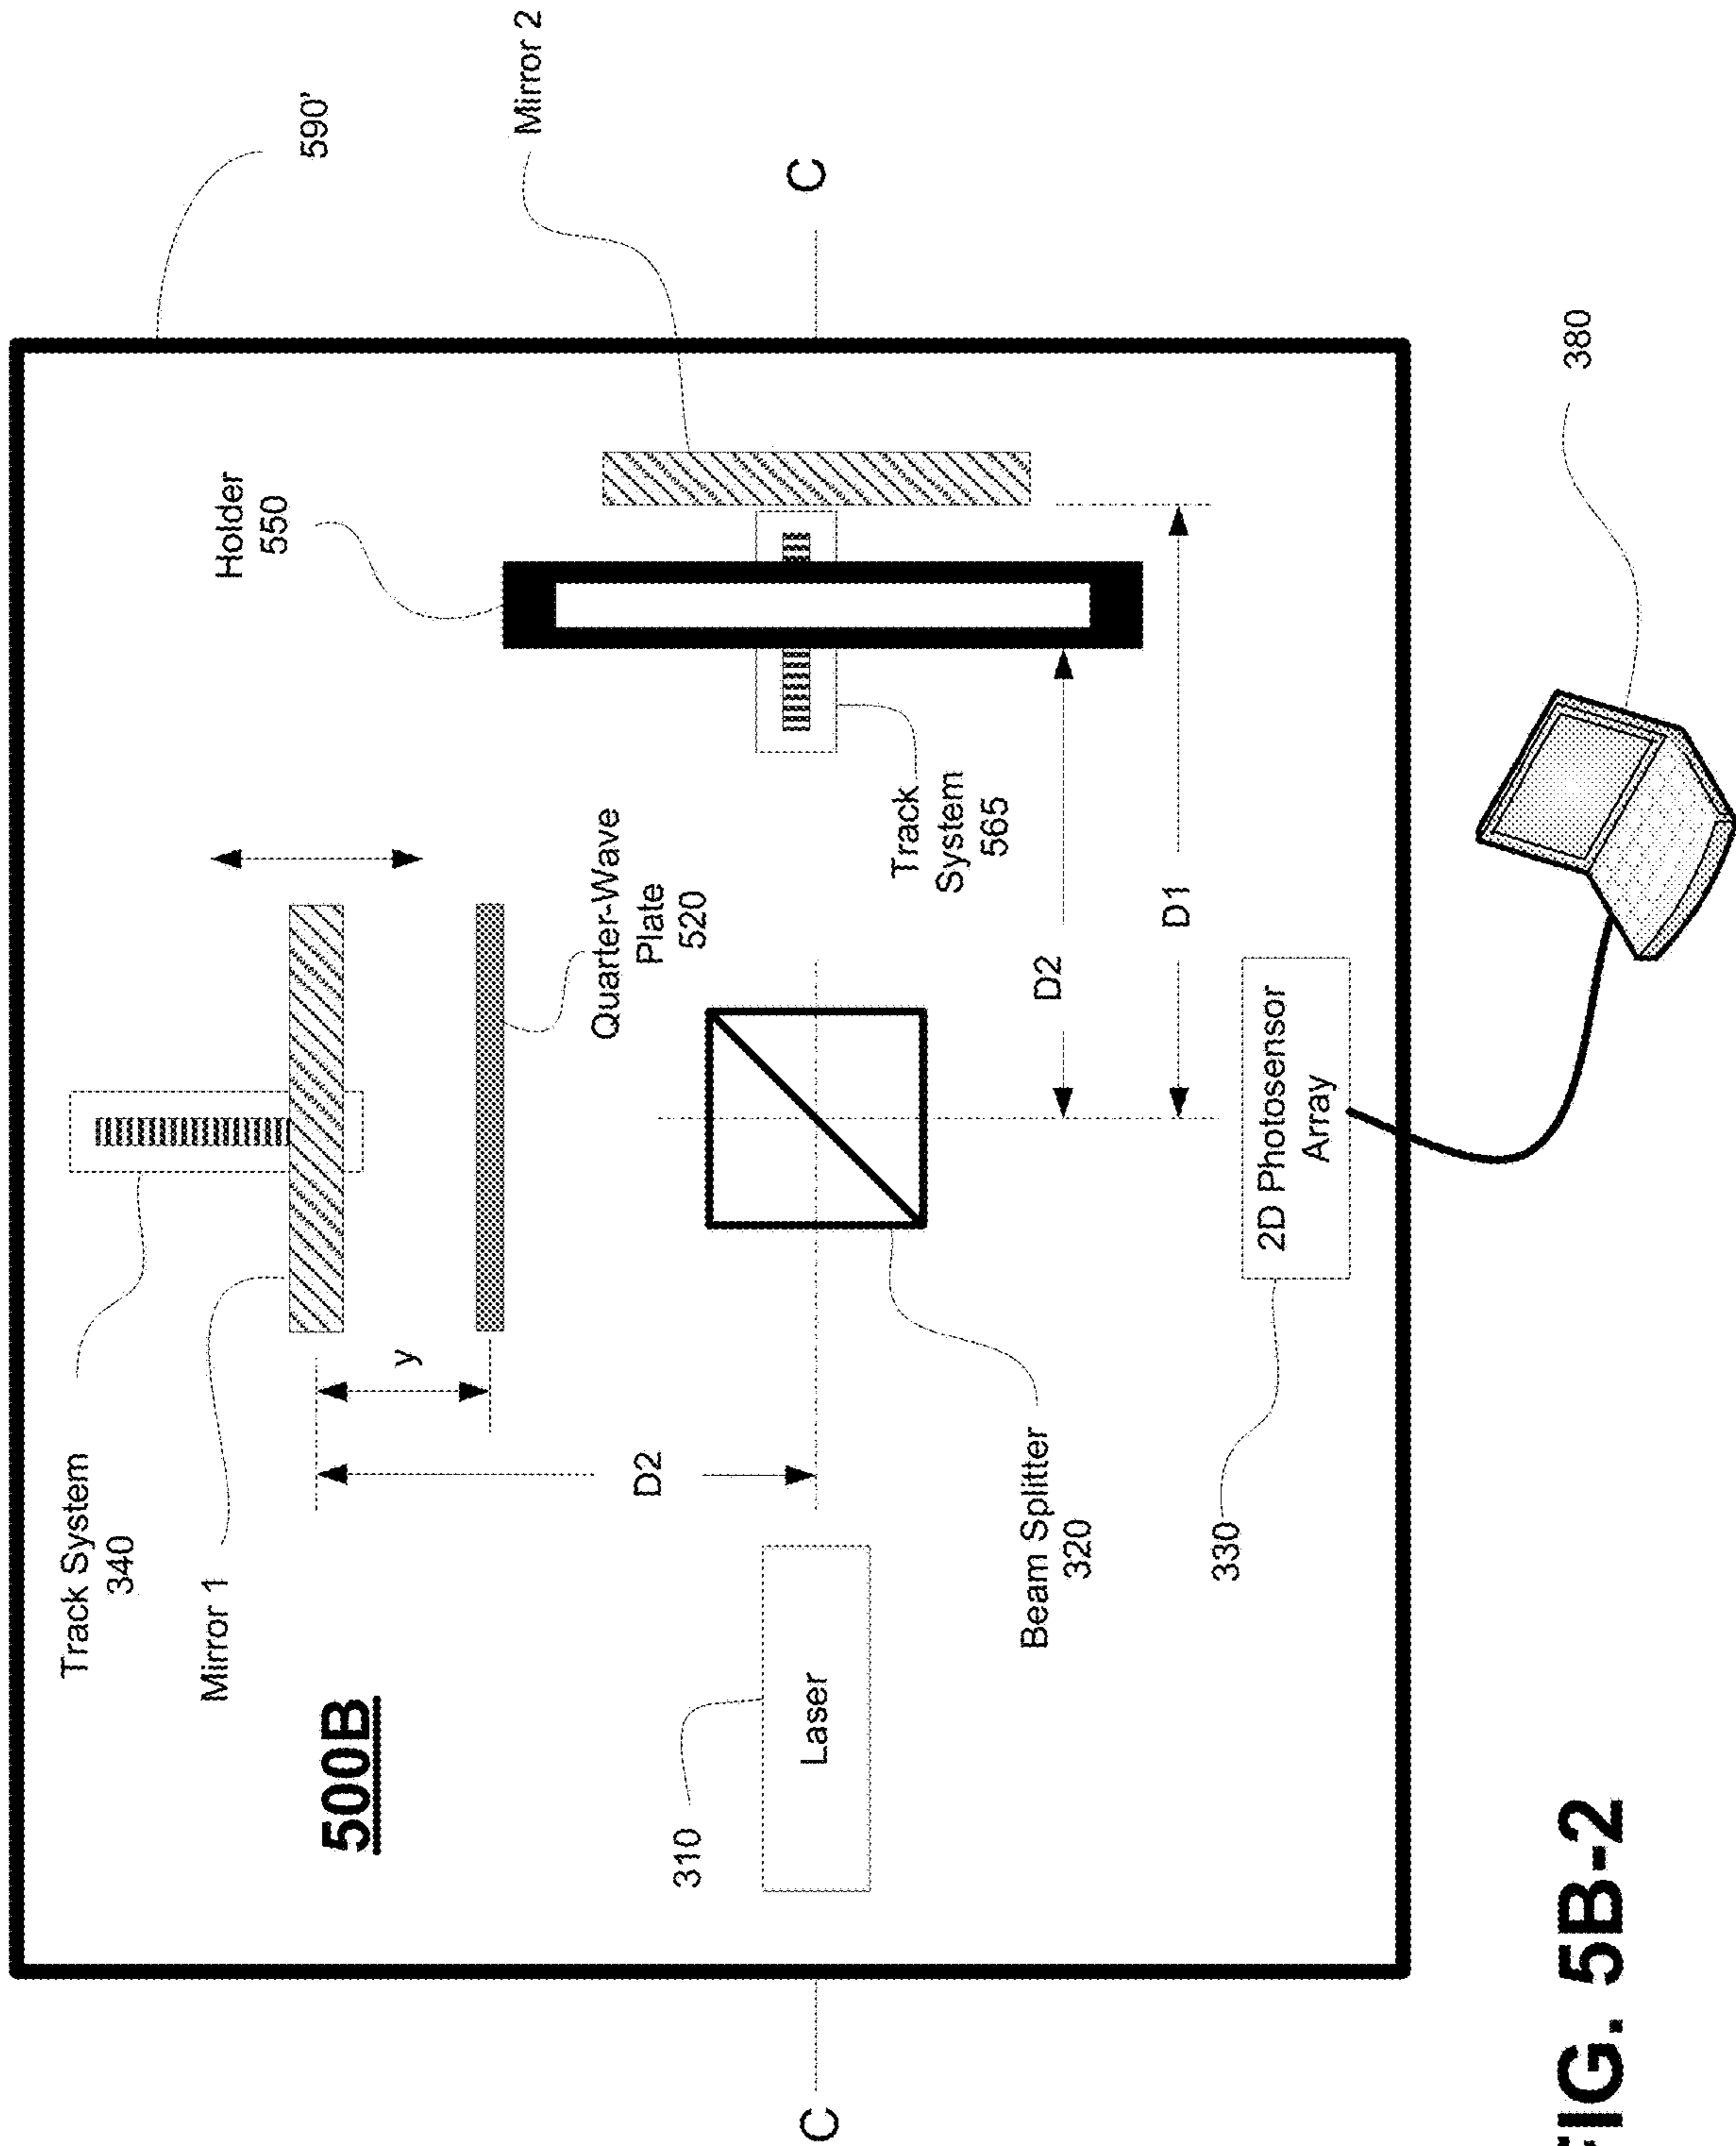 Track System
340
Mirror 1
500B
310
Laser
y
D2
Beam Splitter
320
330
2D Photosensor
Array
Quarter-Wave
Plate
520
Track
System
565
D2
D1
Holder
550
590'
Mirror 2
C
C
380
FIG. 5B-2